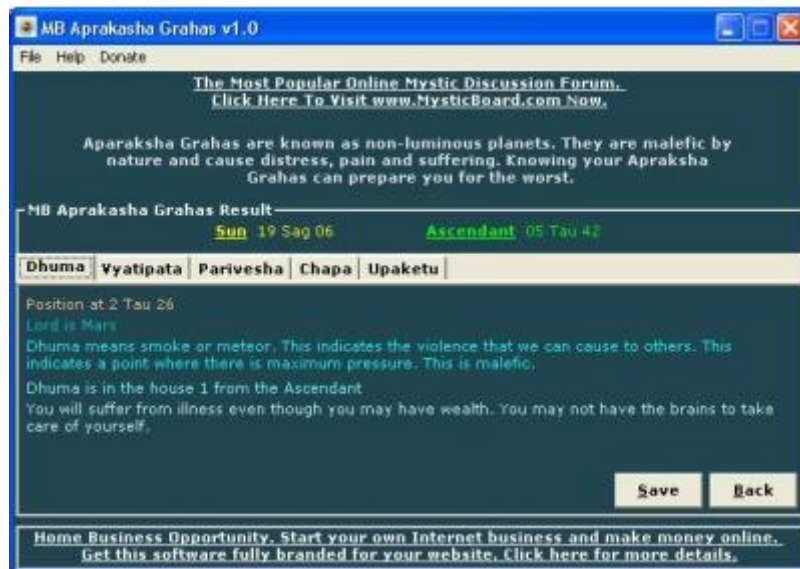 MB Aprakasha Grahas v1.0
File Help Donate
The Most Popular Online Mystic Discussion Forum.
Click Here To Visit www.MysticBoard.com Now.
Aparaksha Grahas are known as non-luminous planets. They are malefic by
nature and cause distress, pain and suffering. Knowing your Apraksha
Grahas can prepare you for the worst.
MB Aprakasha Grahas Result
Sun 19 Sag 06 Ascendant 05 Tau 42
Dhuma Vyatipata Parivesha Chapa Upaketu
Position at 2 Tau 26
Lord is Mars
Dhuma means smoke or meteor. This indicates the violence that we can cause to others. This
indicates a point where there is maximum pressure. This is malefic.
Dhuma is in the house 1 from the Ascendant
You will suffer from illness even though you may have wealth. You may not have the brains to take
care of yourself.
Save Back
Home Business Opportunity. Start your own Internet business and make money online.
Get this software fully branded for your website. Click here for more details.